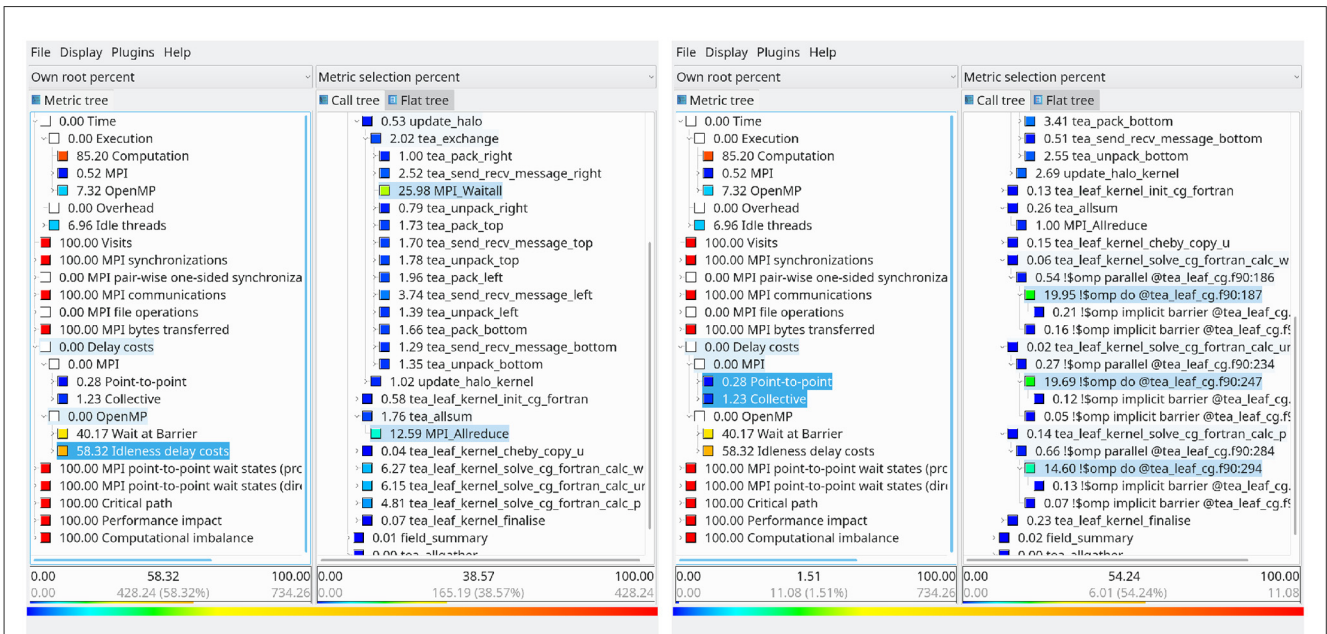 File Display Plugins Help
Own root percent
Metric selection percent
Metric tree
Call tree Flat tree
0.00 Time
0.00 Execution
85.20 Computation
0.52 MPI
7.32 OpenMP
0.00 Overhead
6.96 Idle threads
100.00 Visits
100.00 MPI synchronizations
0.00 MPI pair-wise one-sided synchroniza
100.00 MPI communications
0.00 MPI file operations
100.00 MPI bytes transferred
0.00 Delay costs
0.00 MPI
0.28 Point-to-point
1.23 Collective
0.00 OpenMP
40.17 Wait at Barrier
58.32 Idleness delay costs
100.00 MPI point-to-point wait states (prc
100.00 MPI point-to-point wait states (dire
100.00 Critical path
100.00 Performance impact
100.00 Computational imbalance
0.00 58.32 100.00
0.00 428.24 (58.32%) 734.26
0.53 update_halo
2.02 tea_exchange
1.00 tea_pack_right
2.52 tea_send_recv_message_right
25.98 MPI_Waitall
0.79 tea_unpack_right
1.73 tea_pack_top
1.70 tea_send_recv_message_top
1.78 tea_unpack_top
1.96 tea_pack_left
3.74 tea_send_recv_message_left
1.39 tea_unpack_left
1.66 tea_pack_bottom
1.29 tea_send_recv_message_bottom
1.35 tea_unpack_bottom
1.02 update_halo_kernel
0.58 tea_leaf_kernel_init_cg_fortran
1.76 tea_allsum
12.59 MPI_Allreduce
0.04 tea_leaf_kernel_cheby_copy_u
6.27 tea_leaf_kernel_solve_cg_fortran_calc_w
6.15 tea_leaf_kernel_solve_cg_fortran_calc_ur
4.81 tea_leaf_kernel_solve_cg_fortran_calc_p
0.07 tea_leaf_kernel_finalise
0.01 field_summary
0.00 tea_allgather
0.00 38.57 100.00
0.00 165.19 (38.57%) 428.24
File Display Plugins Help
Own root percent
Metric selection percent
Metric tree
Call tree Flat tree
0.00 Time
0.00 Execution
85.20 Computation
0.52 MPI
7.32 OpenMP
0.00 Overhead
6.96 Idle threads
100.00 Visits
100.00 MPI synchronizations
0.00 MPI pair-wise one-sided synchroniza
100.00 MPI communications
0.00 MPI file operations
100.00 MPI bytes transferred
0.00 Delay costs
0.00 MPI
0.28 Point-to-point
1.23 Collective
0.00 OpenMP
40.17 Wait at Barrier
58.32 Idleness delay costs
100.00 MPI point-to-point wait states (prc
100.00 MPI point-to-point wait states (dire
100.00 Critical path
100.00 Performance impact
100.00 Computational imbalance
0.00 1.51 100.00
0.00 11.08 (1.51%) 734.26
3.41 tea_pack_bottom
0.51 tea_send_recv_message_bottom
2.55 tea_unpack_bottom
2.69 update_halo_kernel
0.13 tea_leaf_kernel_init_cg_fortran
0.26 tea_allsum
1.00 MPI_Allreduce
0.15 tea_leaf_kernel_cheby_copy_u
0.06 tea_leaf_kernel_solve_cg_fortran_calc_w
0.54 !$omp parallel @tea_leaf_cg.f90:186
19.95 !$omp do @tea_leaf_cg.f90:187
0.21 !$omp implicit barrier @tea_leaf_cg.
0.16 !$omp implicit barrier @tea_leaf_cg.f9
0.02 tea_leaf_kernel_solve_cg_fortran_calc_ur
0.27 !$omp parallel @tea_leaf_cg.f90:234
19.69 !$omp do @tea_leaf_cg.f90:247
0.12 !$omp implicit barrier @tea_leaf_cg.
0.05 !$omp implicit barrier @tea_leaf_cg.f9
0.14 tea_leaf_kernel_solve_cg_fortran_calc_p
0.66 !$omp parallel @tea_leaf_cg.f90:284
14.60 !$omp do @tea_leaf_cg.f90:294
0.13 !$omp implicit barrier @tea_leaf_cg.
0.07 !$omp implicit barrier @tea_leaf_cg.f9
0.23 tea_leaf_kernel_finalise
0.02 field_summary
0.00 tea_allgather
0.00 54.24 100.00
0.00 6.01 (54.24%) 11.08